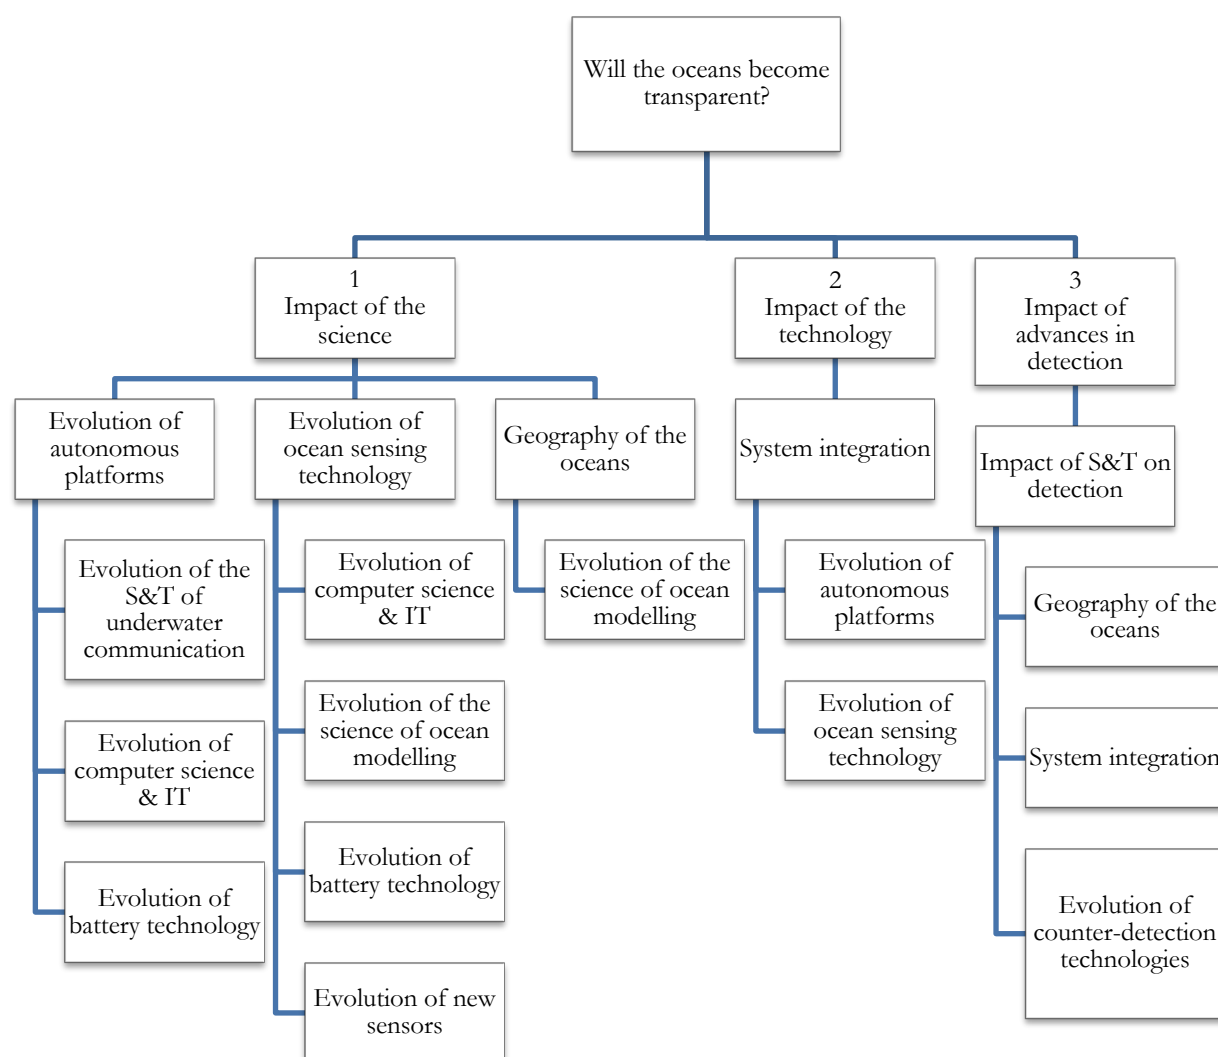 Will the oceans become
transparent?
1
Impact of the
science
2
Impact of the
technology
3
Impact of
advances in
detection
Evolution of
autonomous
platforms
Evolution of
ocean sensing
technology
Geography of the
oceans
System integration
Impact of S&T on
detection
Evolution of the
S&T of
underwater
communication
Evolution of
computer science
& IT
Evolution of
battery technology
Evolution of
computer science
& IT
Evolution of the
science of ocean
modelling
Evolution of
battery technology
Evolution of new
sensors
Evolution of the
science of ocean
modelling
Evolution of
autonomous
platforms
Evolution of
ocean sensing
technology
Geography of the
oceans
System integration
Evolution of
counter-detection
technologies